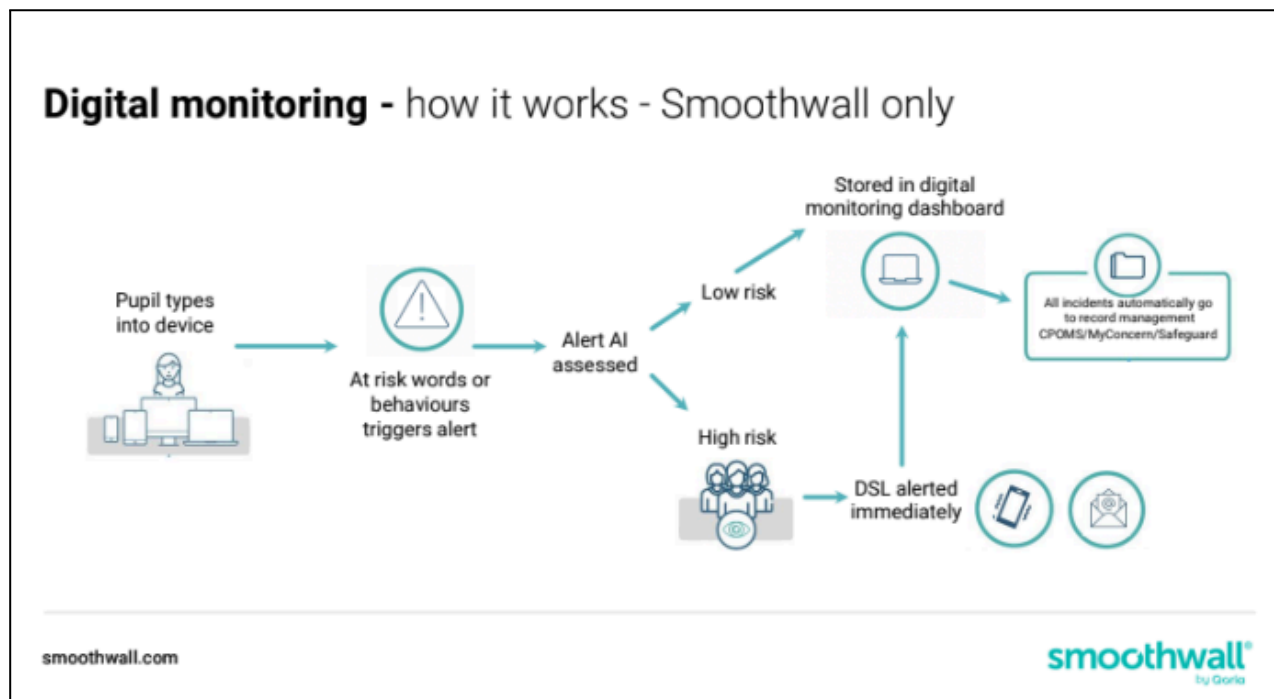 Digital monitoring - how it works - Smoothwall only
Pupil types
into device
At risk words or
behaviours
triggers alert
Alert AI
assessed
Low risk
High risk
Stored in digital
monitoring dashboard
DSL alerted
immediately
All incidents automatically go
to record management
CPOMS/MyConcern/Safeguard
smoothwall.com
smoothwall®
by Qoria